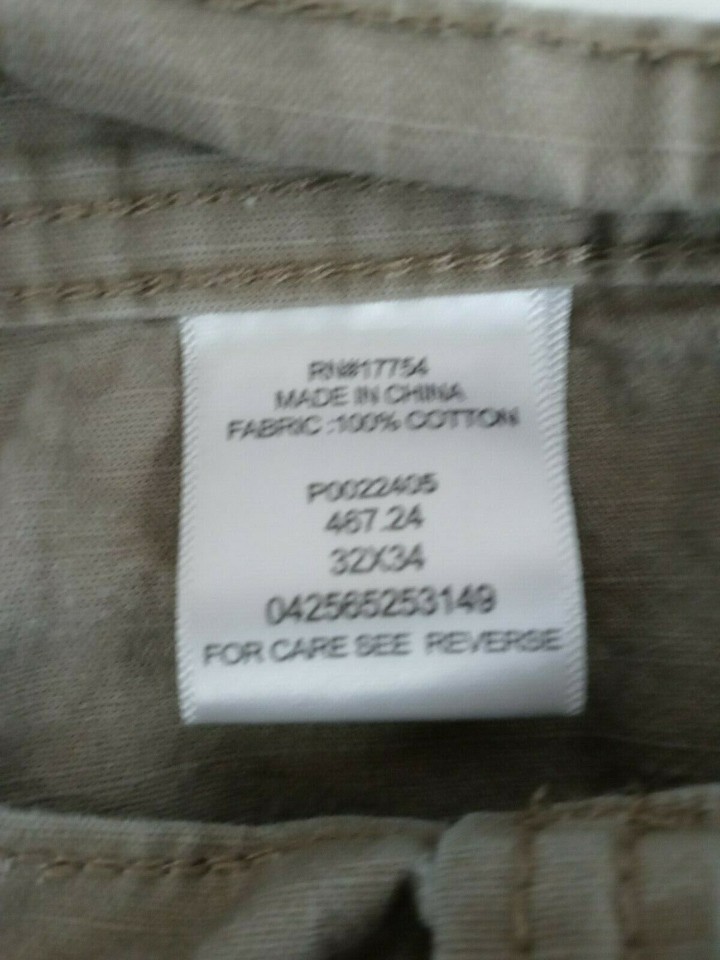 RN#17754
MADE IN CHINA
FABRIC :100% COTTON
P0022405
467.24
32X34
042565253149
FOR CARE SEE REVERSE